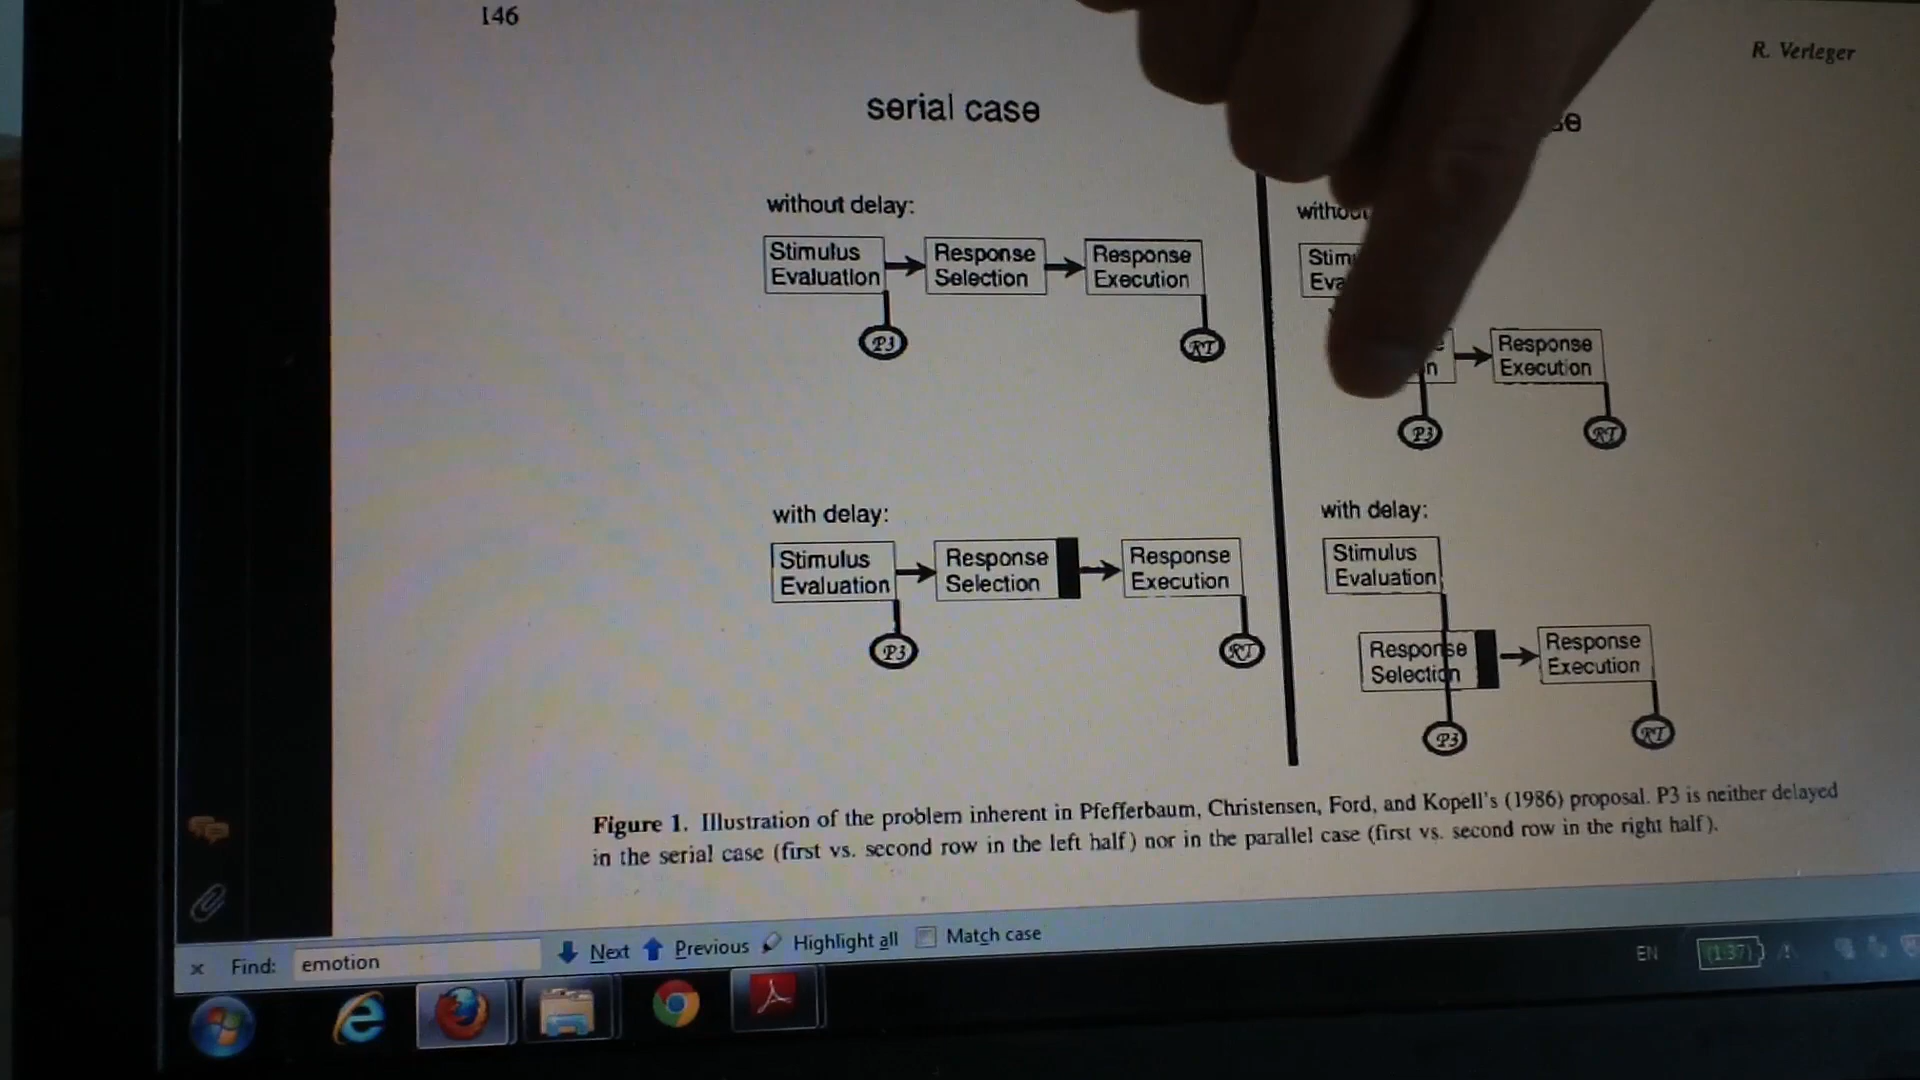 146
R. Verleger
serial case
without delay:
Stimulus
Evaluation
Response
Selection
Response
Execution
P3
RT
with delay:
Stimulus
Evaluation
Response
Selection
Response
Execution
P3
RT
Response
Execution
P3
RT
with delay:
Stimulus
Evaluation
Response
Selection
Response
Execution
P3
RT
Figure 1. Illustration of the problem inherent in Pfefferbaum, Christensen, Ford, and Kopell's (1986) proposal. P3 is neither delayed
in the serial case (first vs. second row in the left half) nor in the parallel case (first vs. second row in the right half).
x Find: emotion Next Previous Highlight all Match case
EN (1:37)